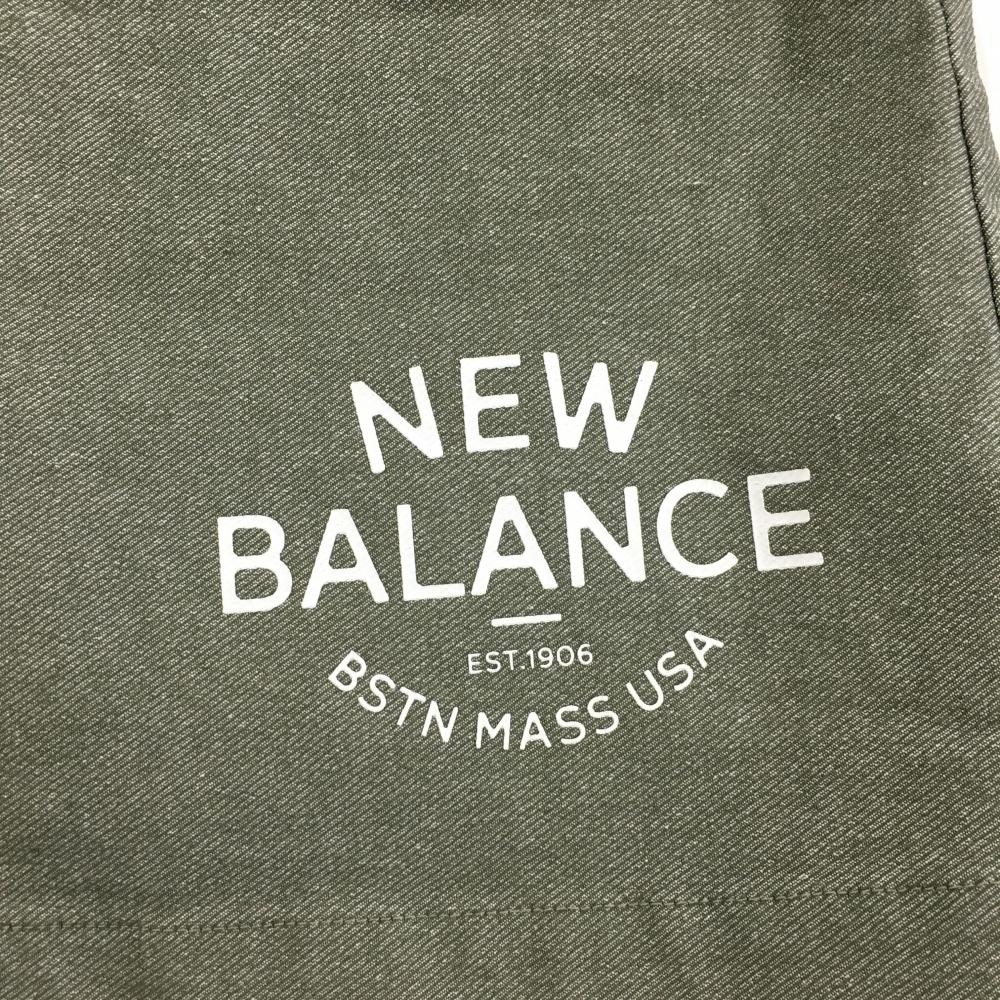 NEW
BALANCE
EST.1906
BSTN MASS USA